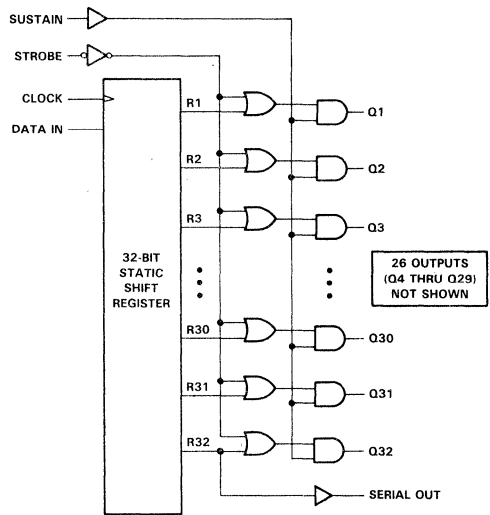 SUSTAIN
STROBE
CLOCK
DATA IN
R1
Q1
R2
Q2
R3
Q3
32-BIT
STATIC
SHIFT
REGISTER
26 OUTPUTS
(Q4 THRU Q29)
NOT SHOWN
R30
Q30
R31
Q31
R32
Q32
SERIAL OUT